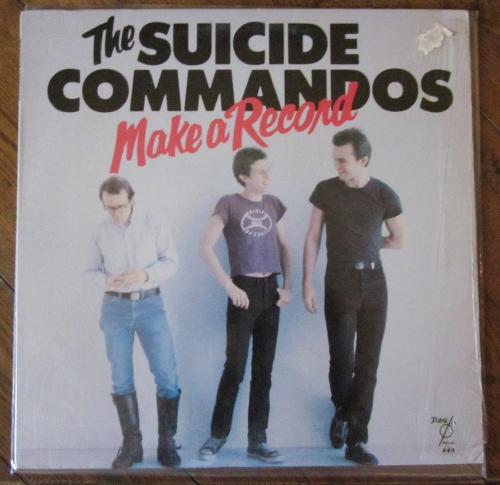 The SUICIDE
COMMANDOS
Make a Record